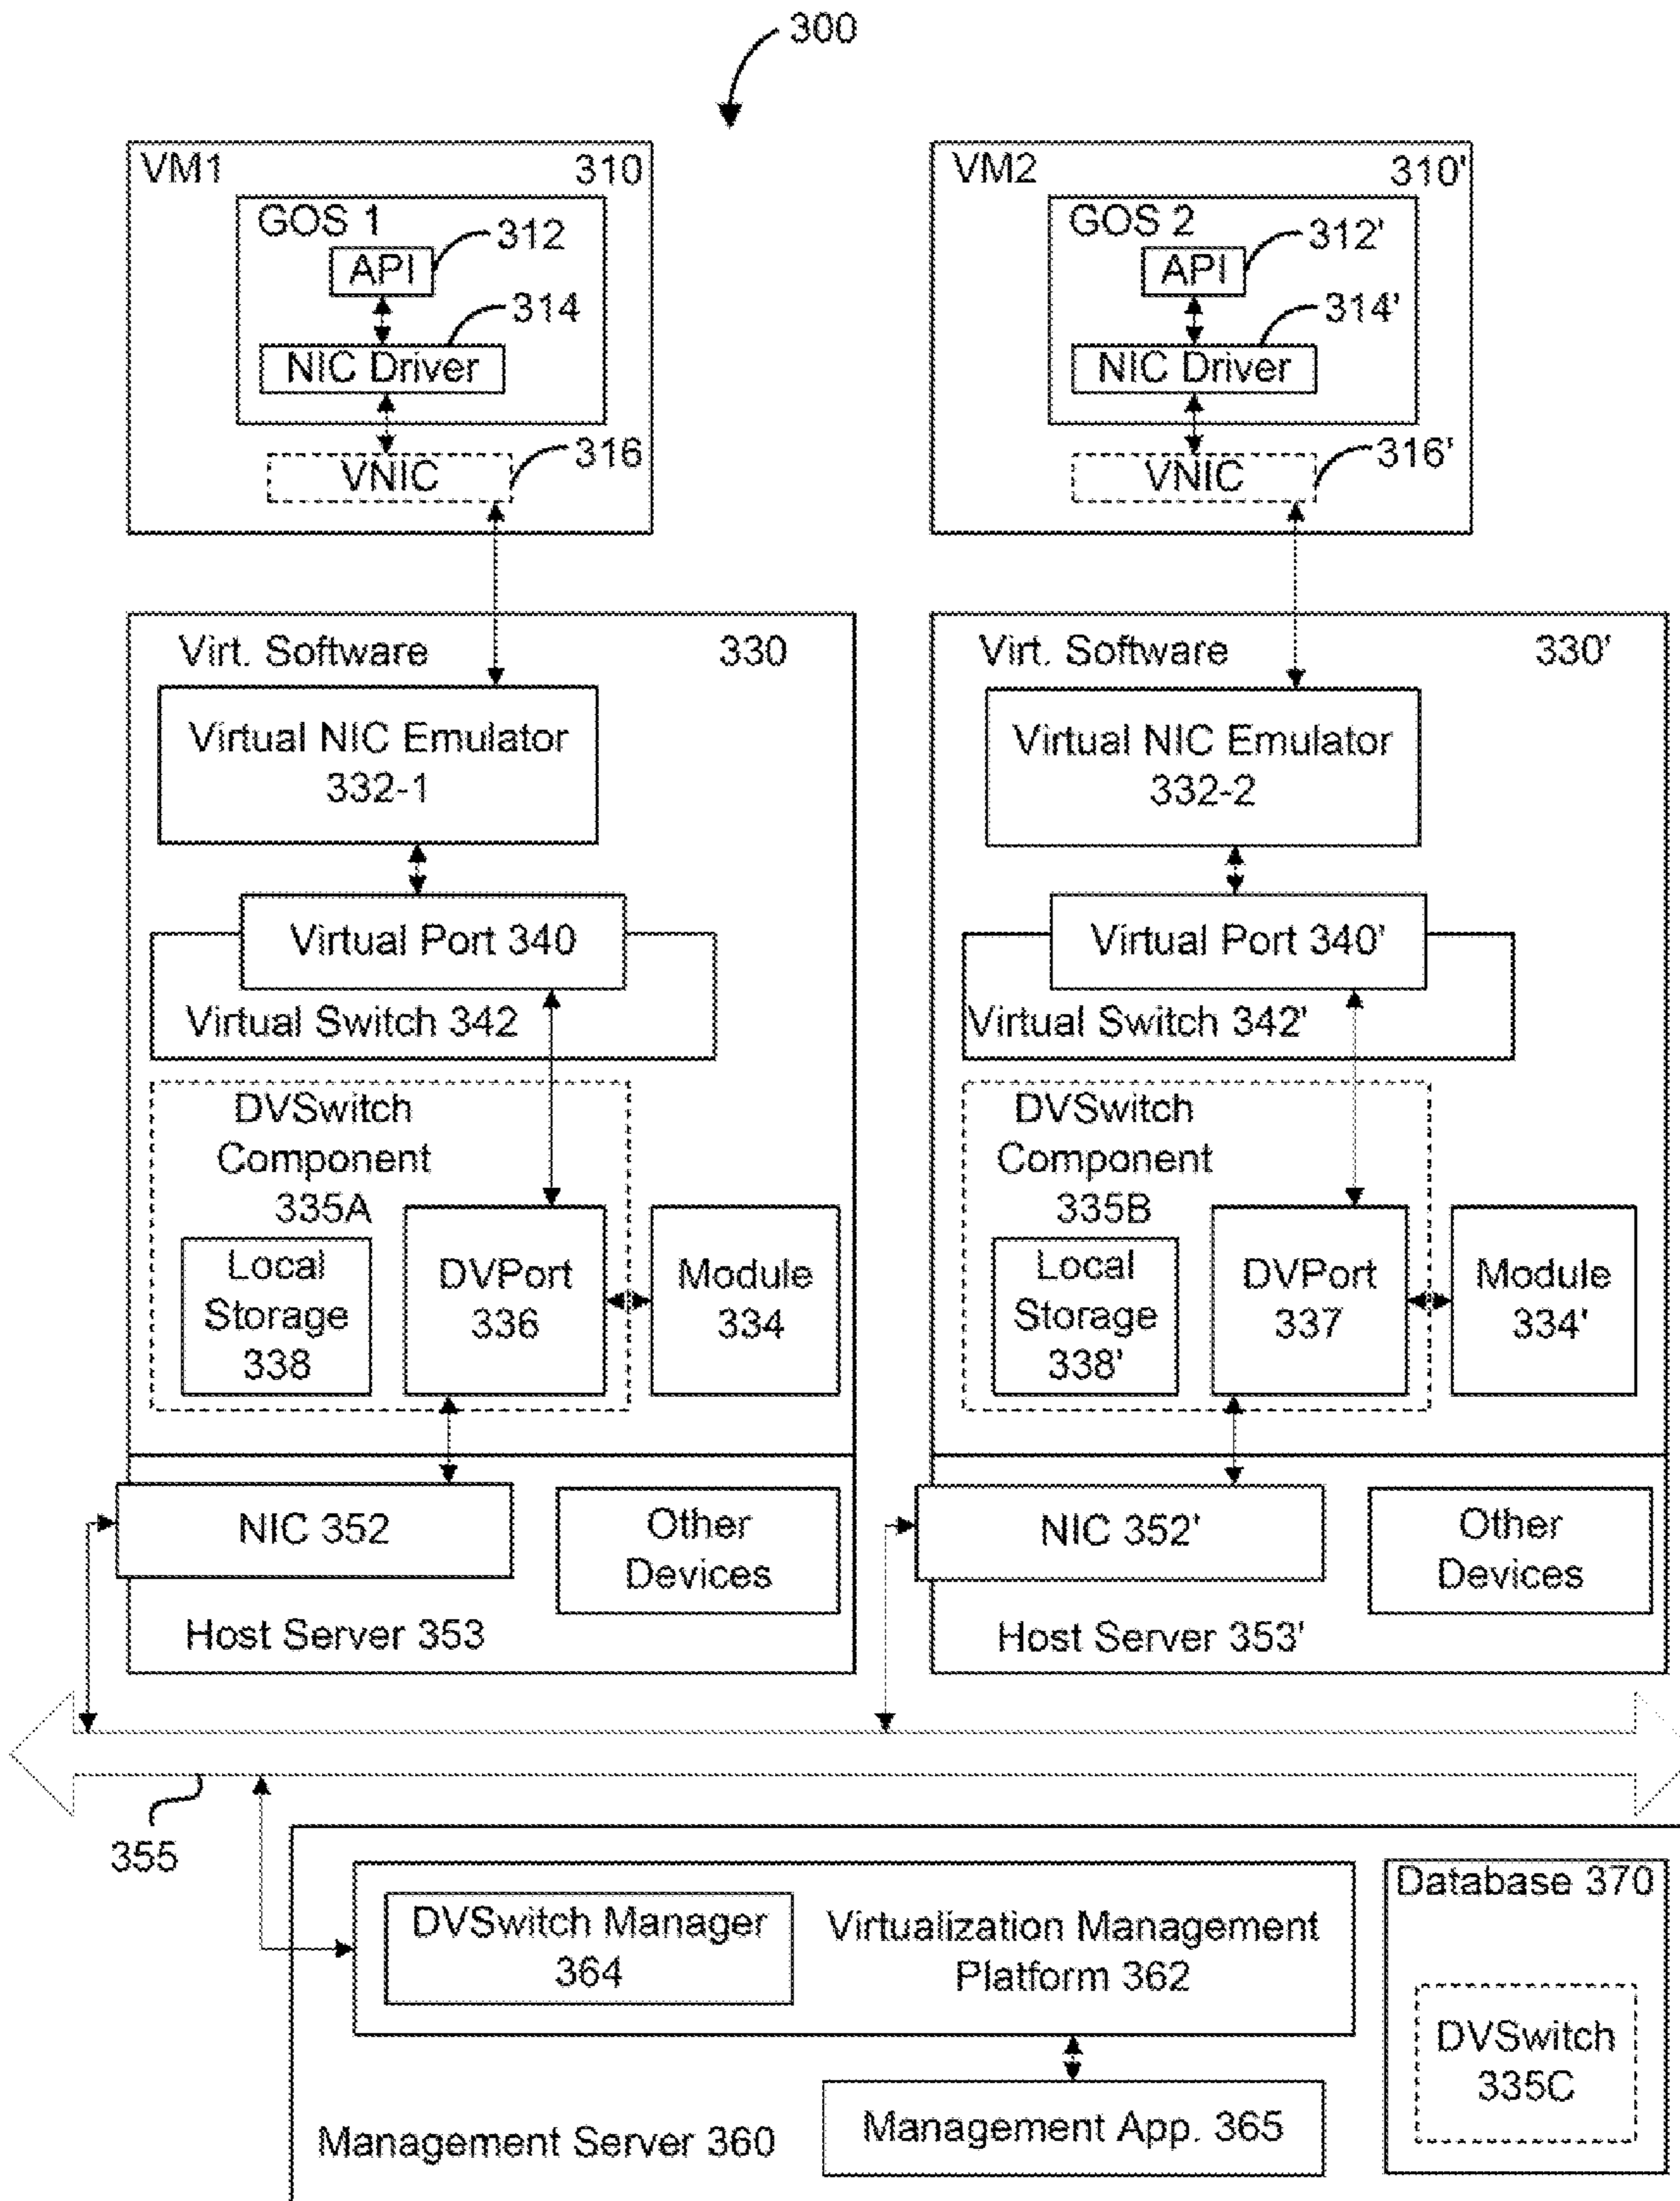 300
VM1 310
GOS 1
312
API
314
NIC Driver
316
VNIC
VM2 310'
GOS 2
312'
API
314'
NIC Driver
316'
VNIC
Virt. Software 330
Virtual NIC Emulator
332-1
Virtual Port 340
Virtual Switch 342
DVSwitch
Component
335A
Local
Storage
338
DVPort
336
Module
334
NIC 352
Other
Devices
Host Server 353
Virt. Software 330'
Virtual NIC Emulator
332-2
Virtual Port 340'
Virtual Switch 342'
DVSwitch
Component
335B
Local
Storage
338'
DVPort
337
Module
334'
NIC 352'
Other
Devices
Host Server 353'
355
DVSwitch Manager
364
Virtualization Management
Platform 362
Management App. 365
Management Server 360
Database 370
DVSwitch
335C